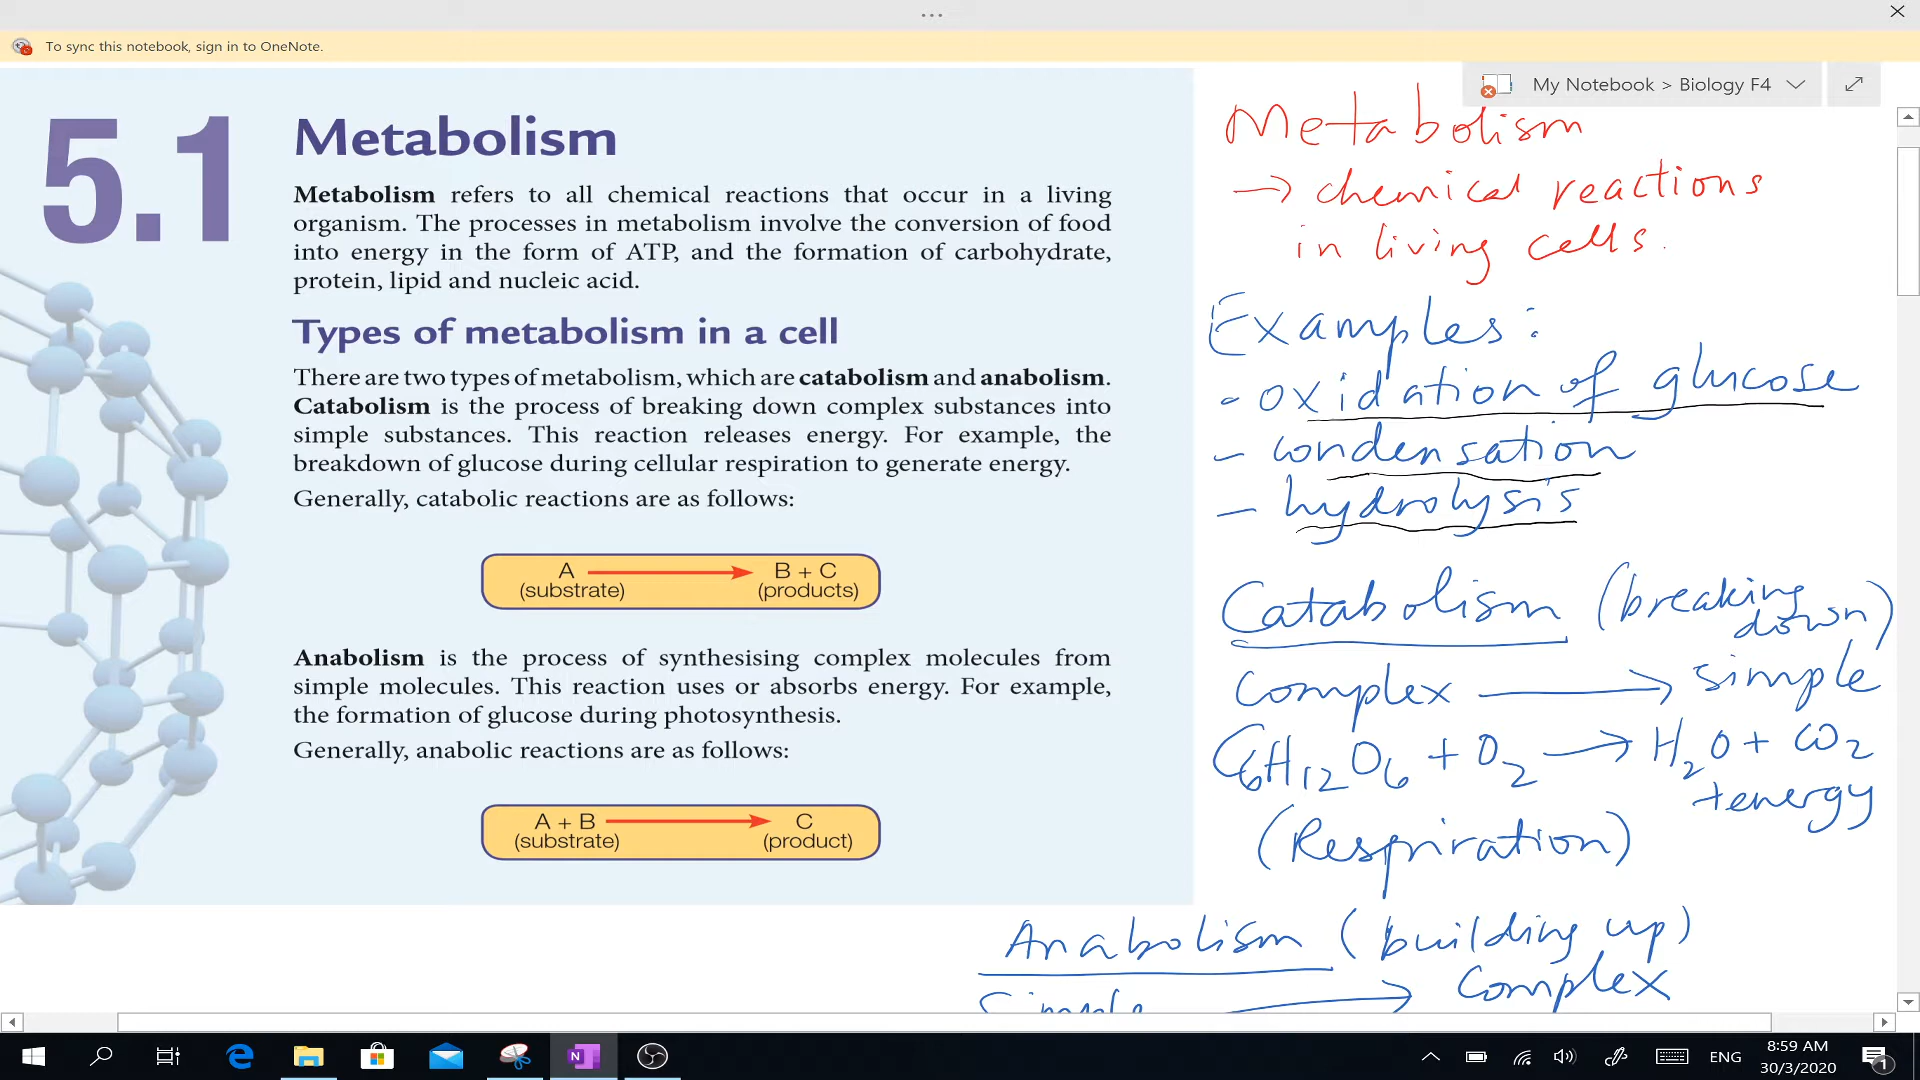 To sync this notebook, sign in to OneNote.
My Notebook > Biology F4
5.1
Metabolism
Metabolism refers to all chemical reactions that occur in a living
organism. The processes in metabolism involve the conversion of food
into energy in the form of ATP, and the formation of carbohydrate,
protein, lipid and nucleic acid.
Types of metabolism in a cell
There are two types of metabolism, which are catabolism and anabolism.
Catabolism is the process of breaking down complex substances into
simple substances. This reaction releases energy. For example, the
breakdown of glucose during cellular respiration to generate energy.
Generally, catabolic reactions are as follows:
A → B + C
(substrate) (products)
Anabolism is the process of synthesising complex molecules from
simple molecules. This reaction uses or absorbs energy. For example,
the formation of glucose during photosynthesis.
Generally, anabolic reactions are as follows:
A + B → C
(substrate) (product)
Metabolism
→ chemical reactions
in living cells.
Examples:
- oxidation of glucose
- condensation
- hydrolysis
Catabolism (breaking
down)
complex → simple
C6H12O6 + O2 → H2O + CO2
+energy
(Respiration)
Anabolism (building up)
Simple → Complex
N
ENG
8:59 AM
30/3/2020
1